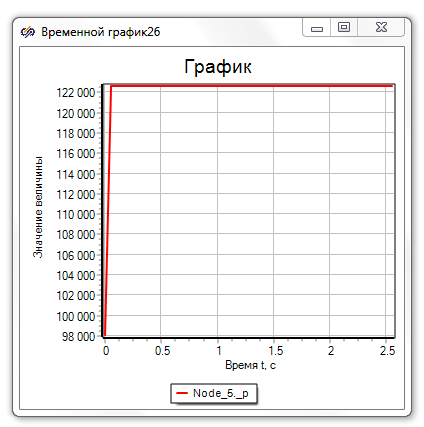 Временной график26
График
Значение величины
122 000
120 000
118 000
116 000
114 000
112 000
110 000
108 000
106 000
104 000
102 000
100 000
98 000
0 0.5 1 1.5 2 2.5
Время t, с
Node_5._p